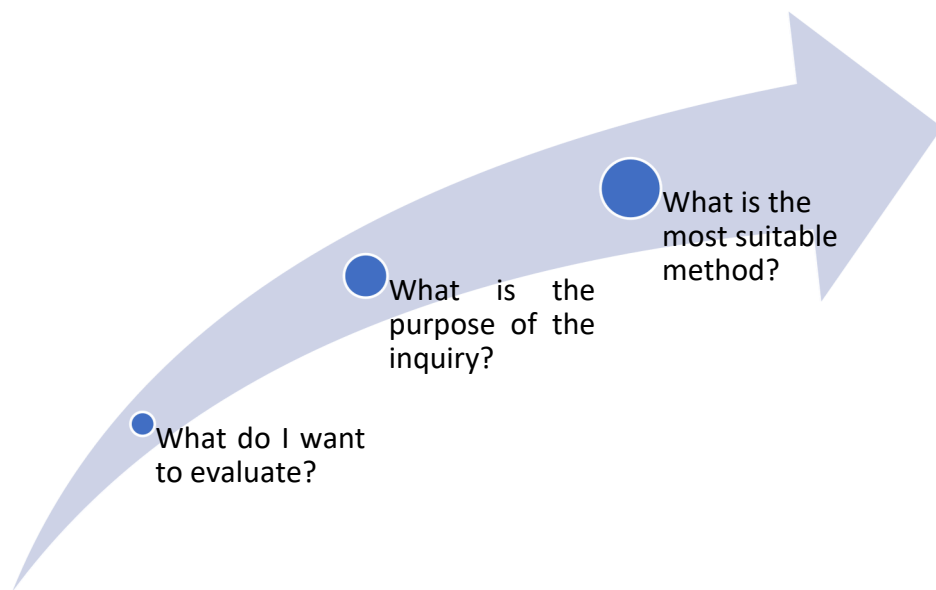 What do I want
to evaluate?
What is the
purpose of the
inquiry?
What is the
most suitable
method?